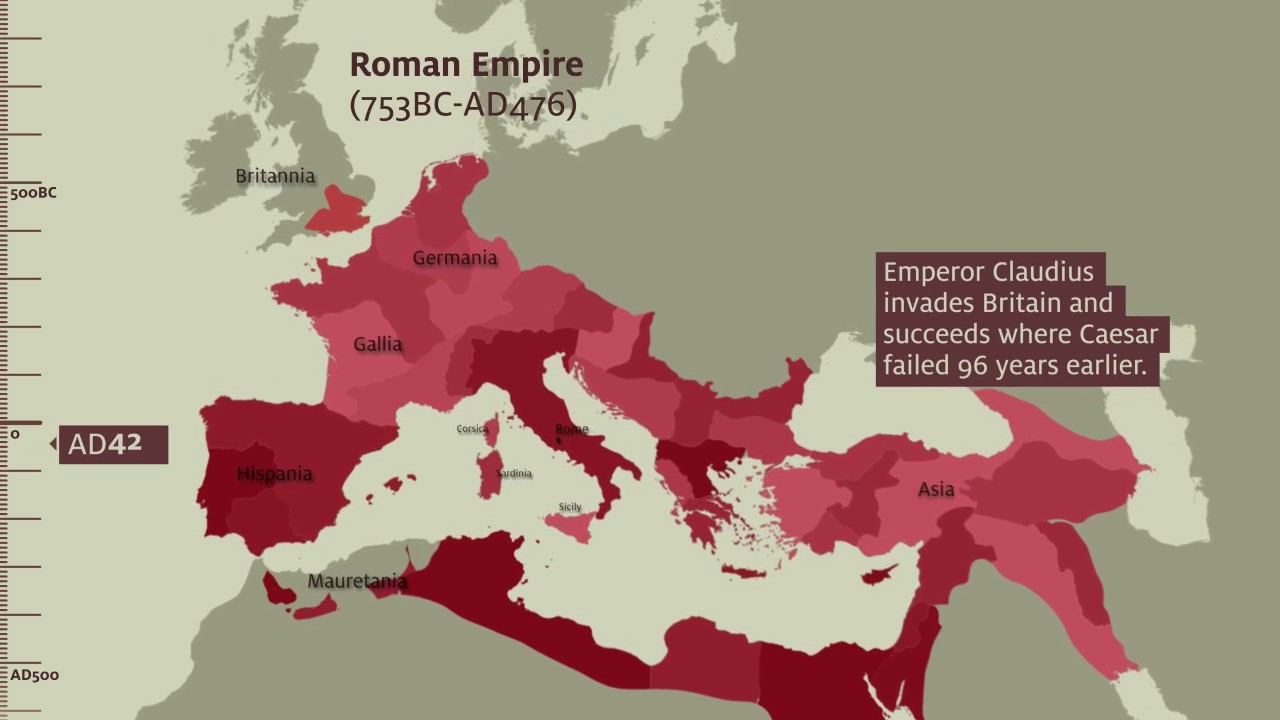 Roman Empire
(753BC-AD476)
Britannia
500BC
Germania
Emperor Claudius
invades Britain and
succeeds where Caesar
failed 96 years earlier.
Gallia
Corsica
Rome
0
AD42
Hispania
Sardinia
Asia
Sicily
Mauretania
AD500